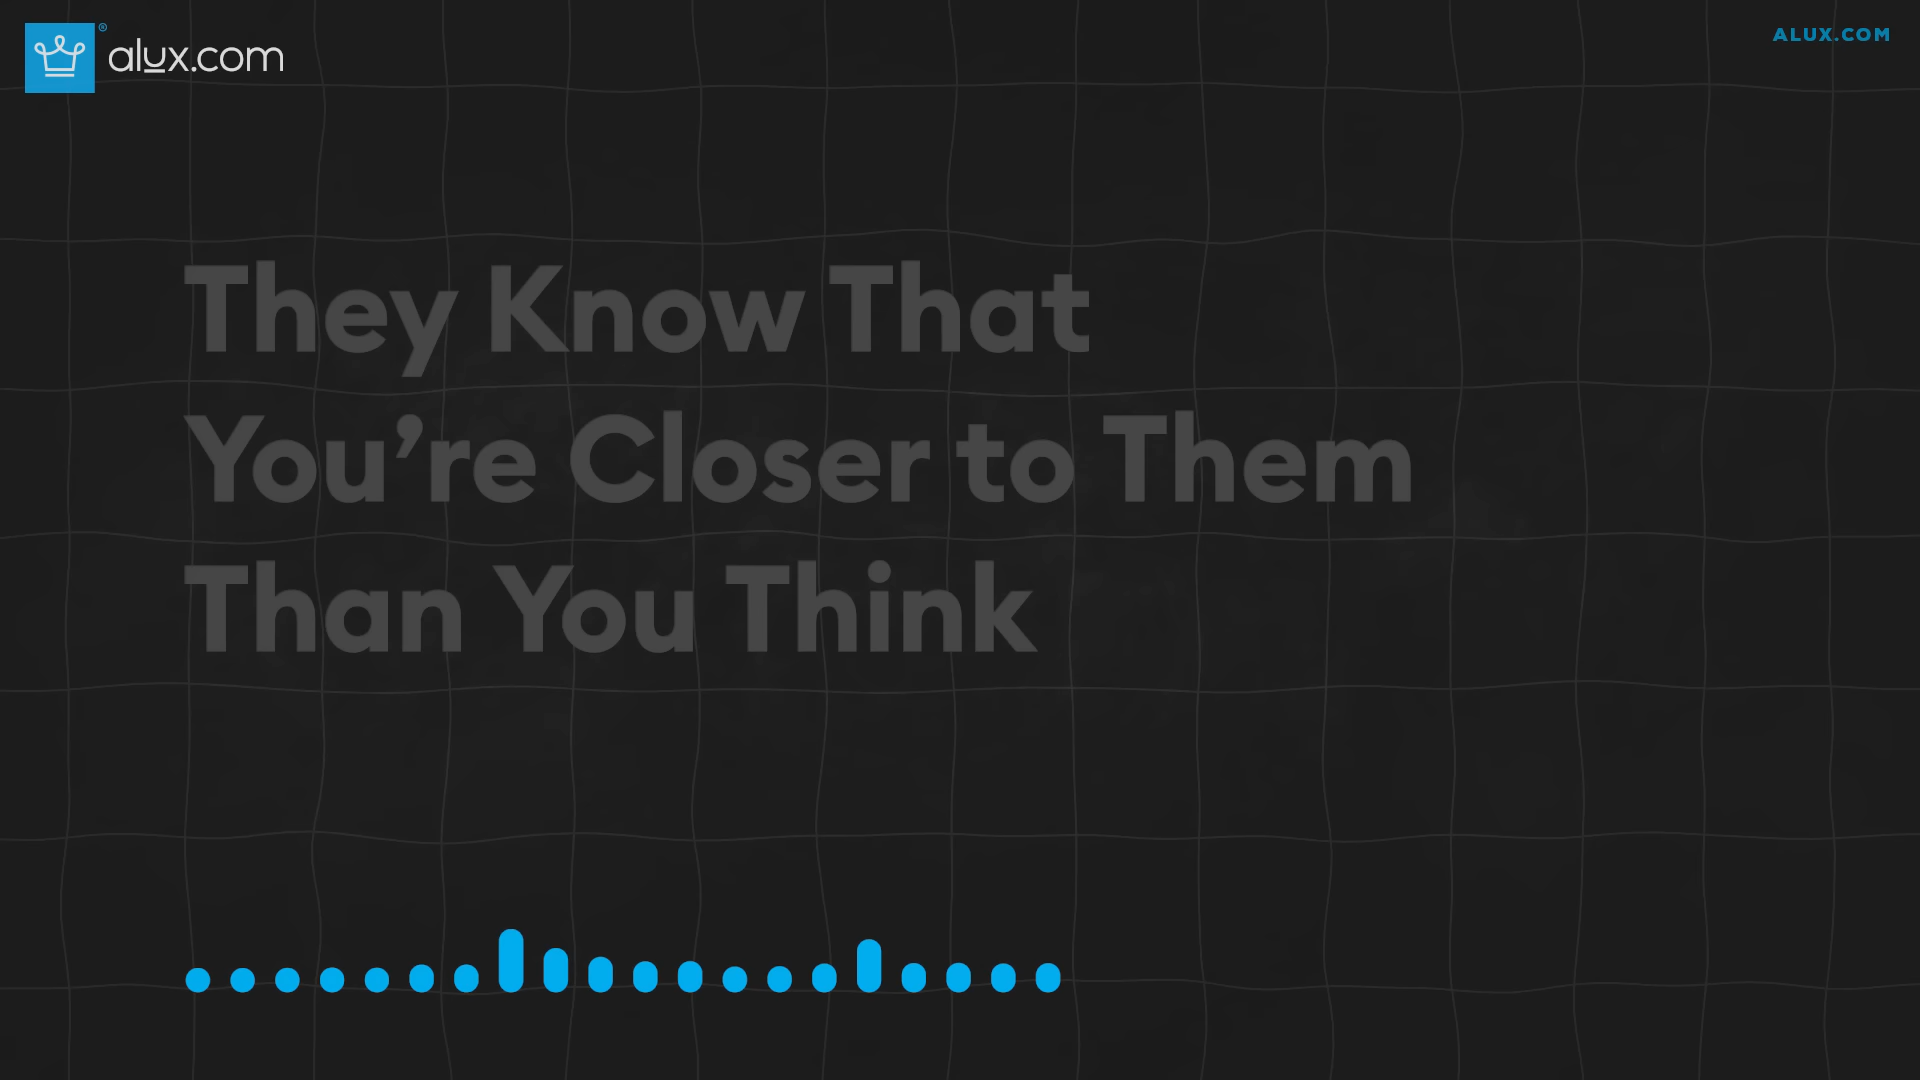 alux.com
ALUX.COM
They Know That
You’re Closer to Them
Than You Think